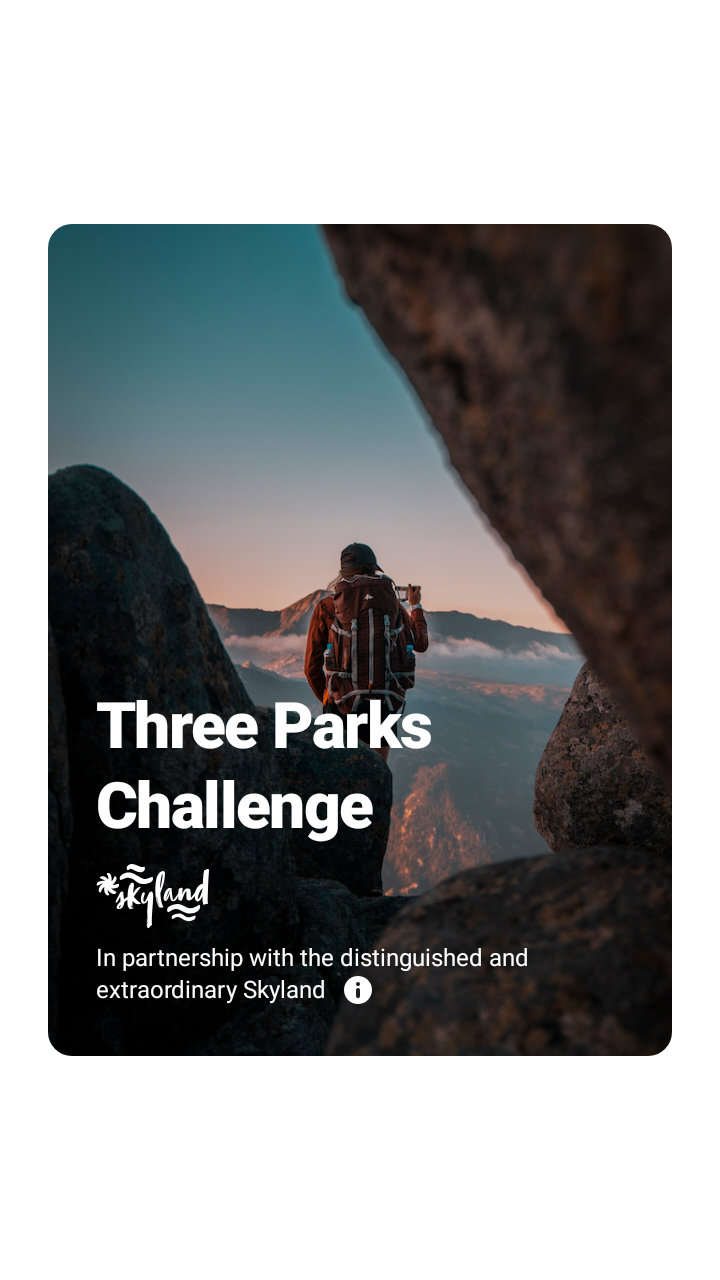 Three Parks
Challenge
skyland
In partnership with the distinguished and
extraordinary Skyland